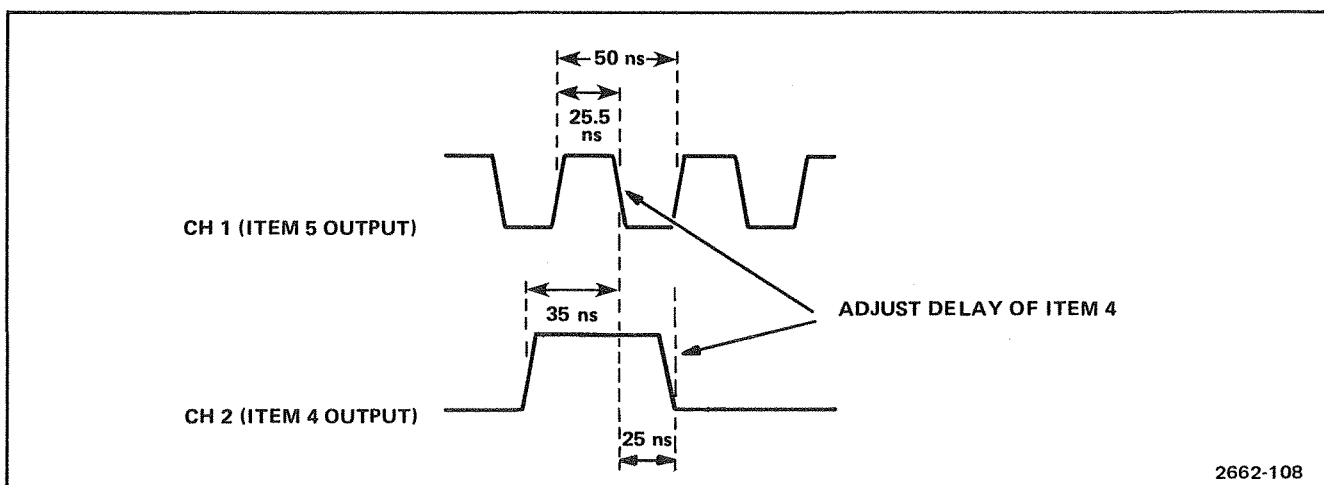 50 ns
25.5
ns
CH 1 (ITEM 5 OUTPUT)
ADJUST DELAY OF ITEM 4
35 ns
CH 2 (ITEM 4 OUTPUT)
25 ns
2662-108